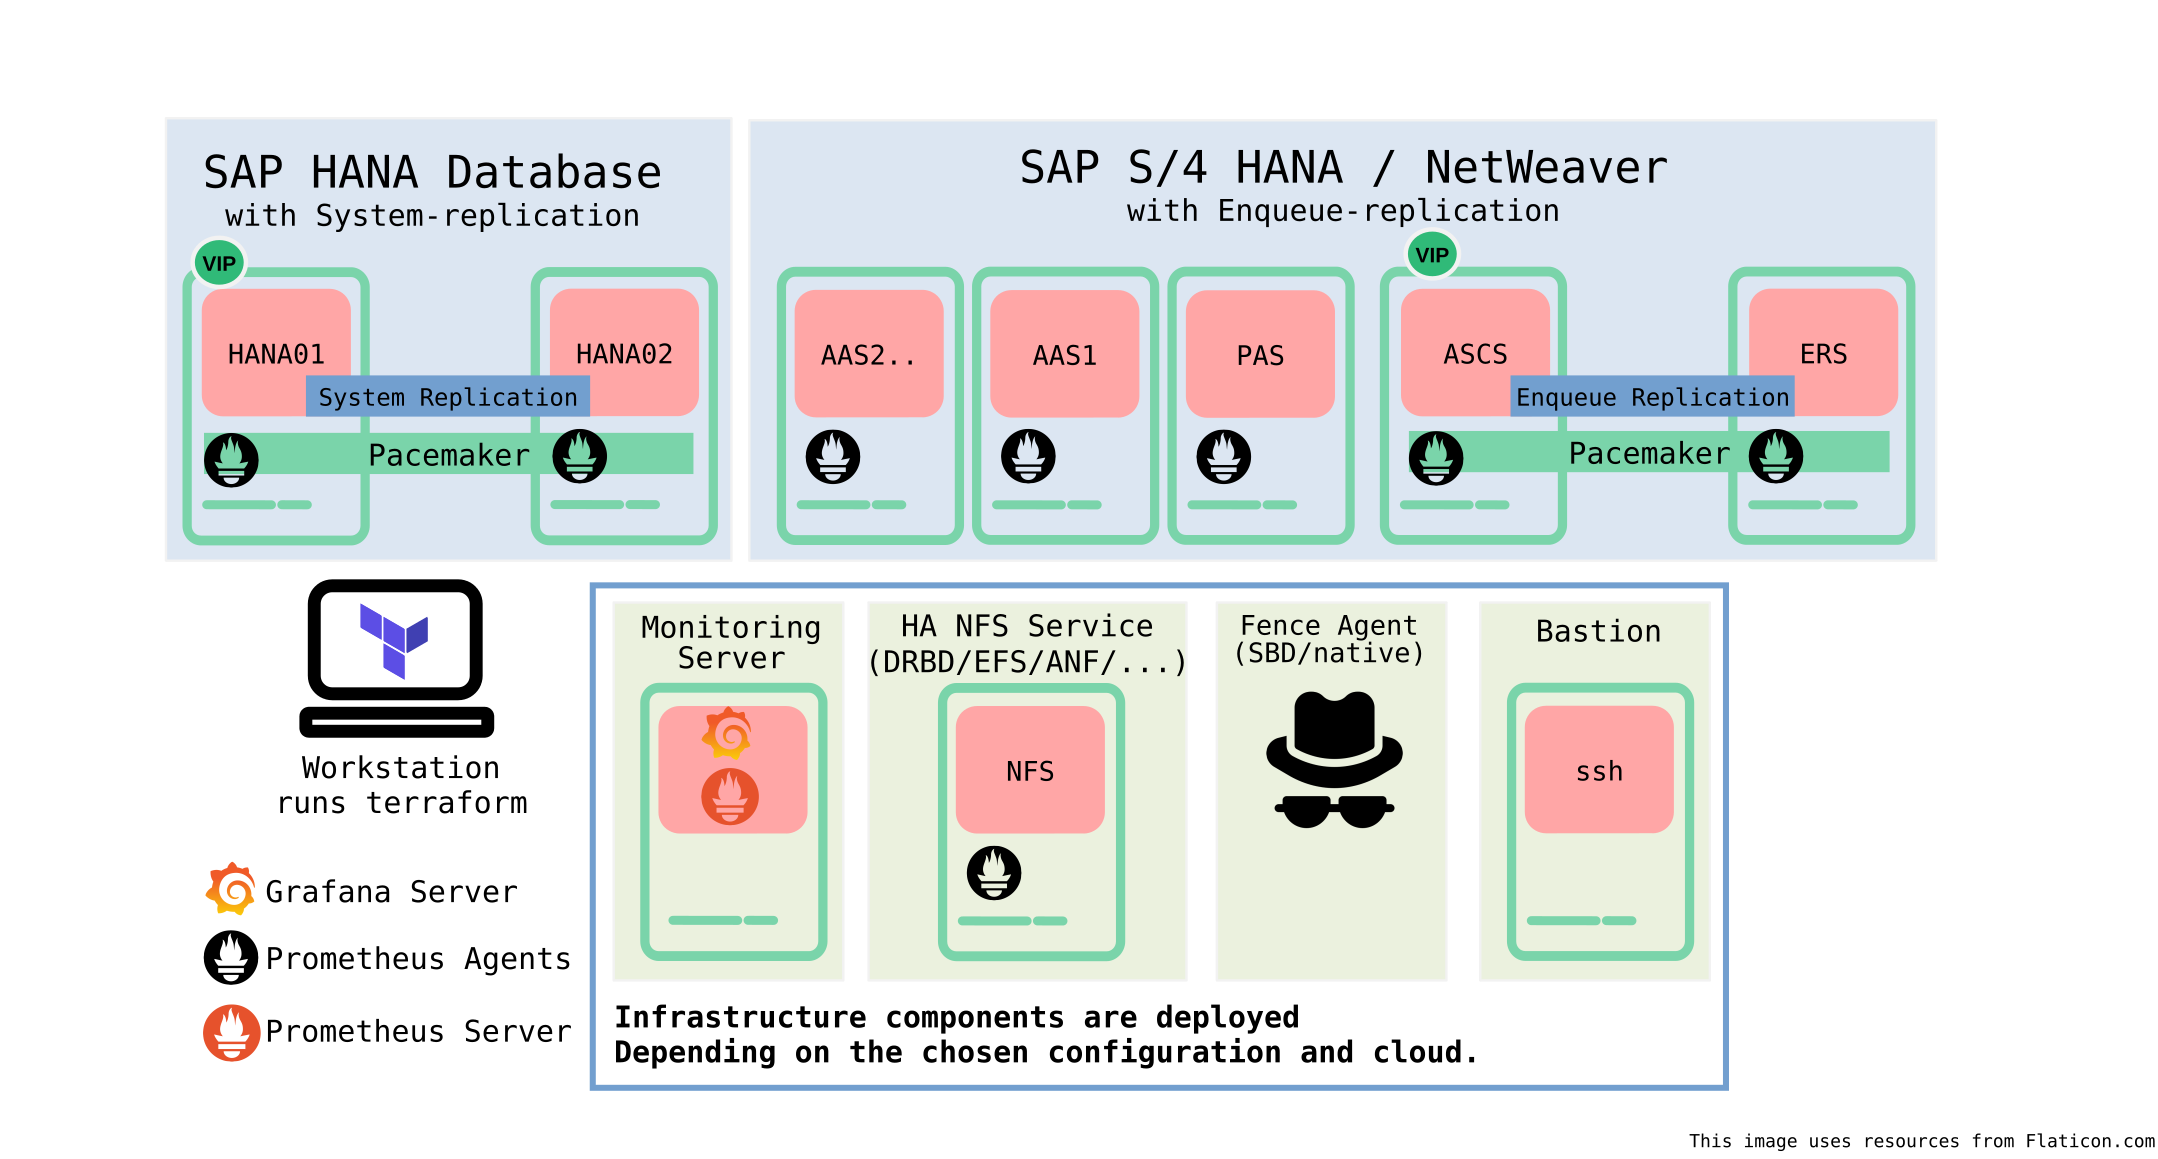 SAP HANA Database
with System-replication
VIP
HANA01
HANA02
System Replication
Pacemaker
SAP S/4 HANA / NetWeaver
with Enqueue-replication
VIP
AAS2..
AAS1
PAS
ASCS
ERS
Enqueue Replication
Pacemaker
Workstation
runs terraform
Grafana Server
Prometheus Agents
Prometheus Server
Monitoring
Server
HA NFS Service
(DRBD/EFS/ANF/...)
NFS
Fence Agent
(SBD/native)
Bastion
ssh
Infrastructure components are deployed
Depending on the chosen configuration and cloud.
This image uses resources from Flaticon.com